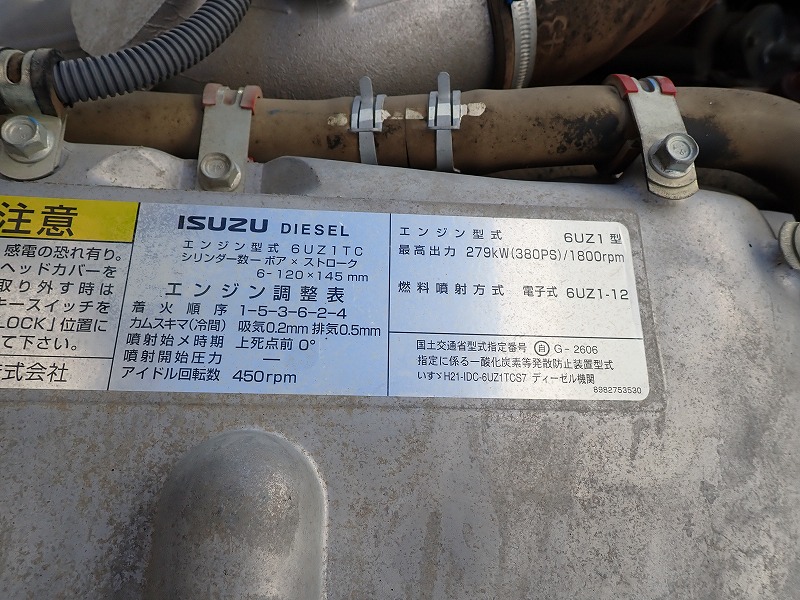 注意
感電の恐れ有り。
ヘッドカバーを
取り外す時は
キースイッチを
LOCK」位置に
て下さい。
式会社
ISUZU DIESEL
エンジン型式 6UZ1TC
シリンダー数ーボア×ストローク
6-120×145mm
エンジン調整表
着火順序 1-5-3-6-2-4
カムスキマ(冷間) 吸気0.2mm 排気0.5mm
噴射始メ時期 上死点前 0°
噴射開始圧力 —
アイドル回転数 450rpm
エンジン型式 6UZ1型
最高出力 279kW(380PS)/1800rpm
燃料噴射方式 電子式 6UZ1-12
国土交通省型式指定番号 自 G-2606
指定に係る一酸化炭素等発散防止装置型式
いすゞH21-IDC-6UZ1TCS7 ディーゼル機関
8982753530